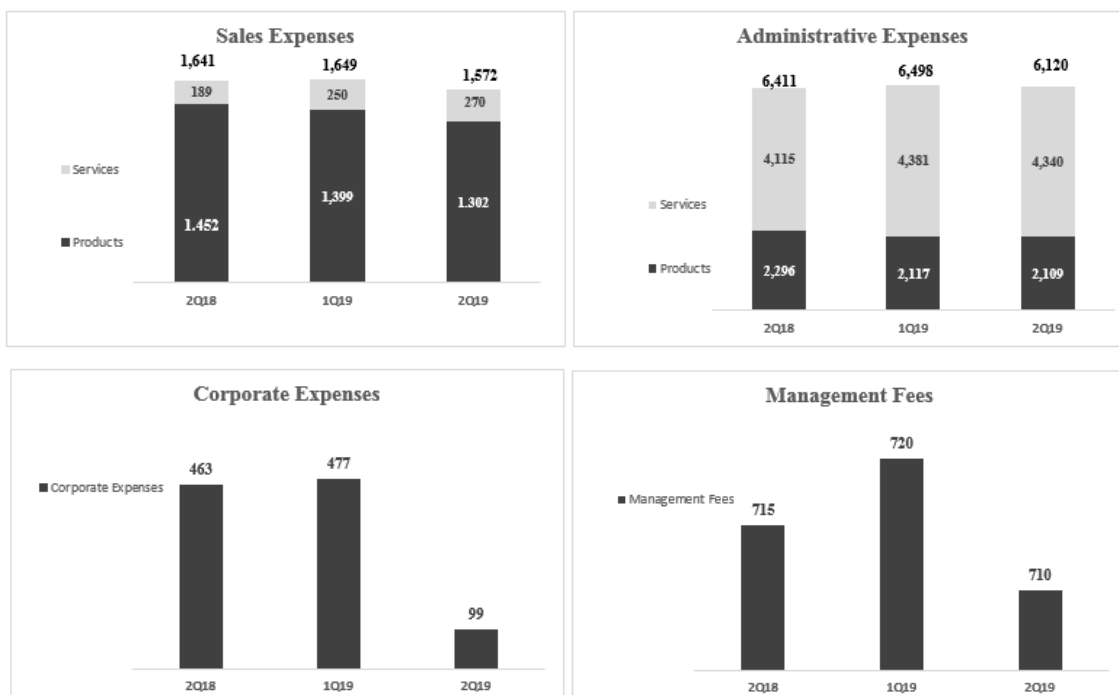 Sales Expenses
1,641 1,649 1,572
189 250 270
Services
1.452 1,399 1.302
Products
2Q18 1Q19 2Q19
Administrative Expenses
6,411 6,498 6,120
4,115 4,381 4,340
Services
Products
2,296 2,117 2,109
2Q18 1Q19 2Q19
Corporate Expenses
463 477 99
Corporate Expenses
2Q18 1Q19 2Q19
Management Fees
715 720 710
Management Fees
2Q18 1Q19 2Q19